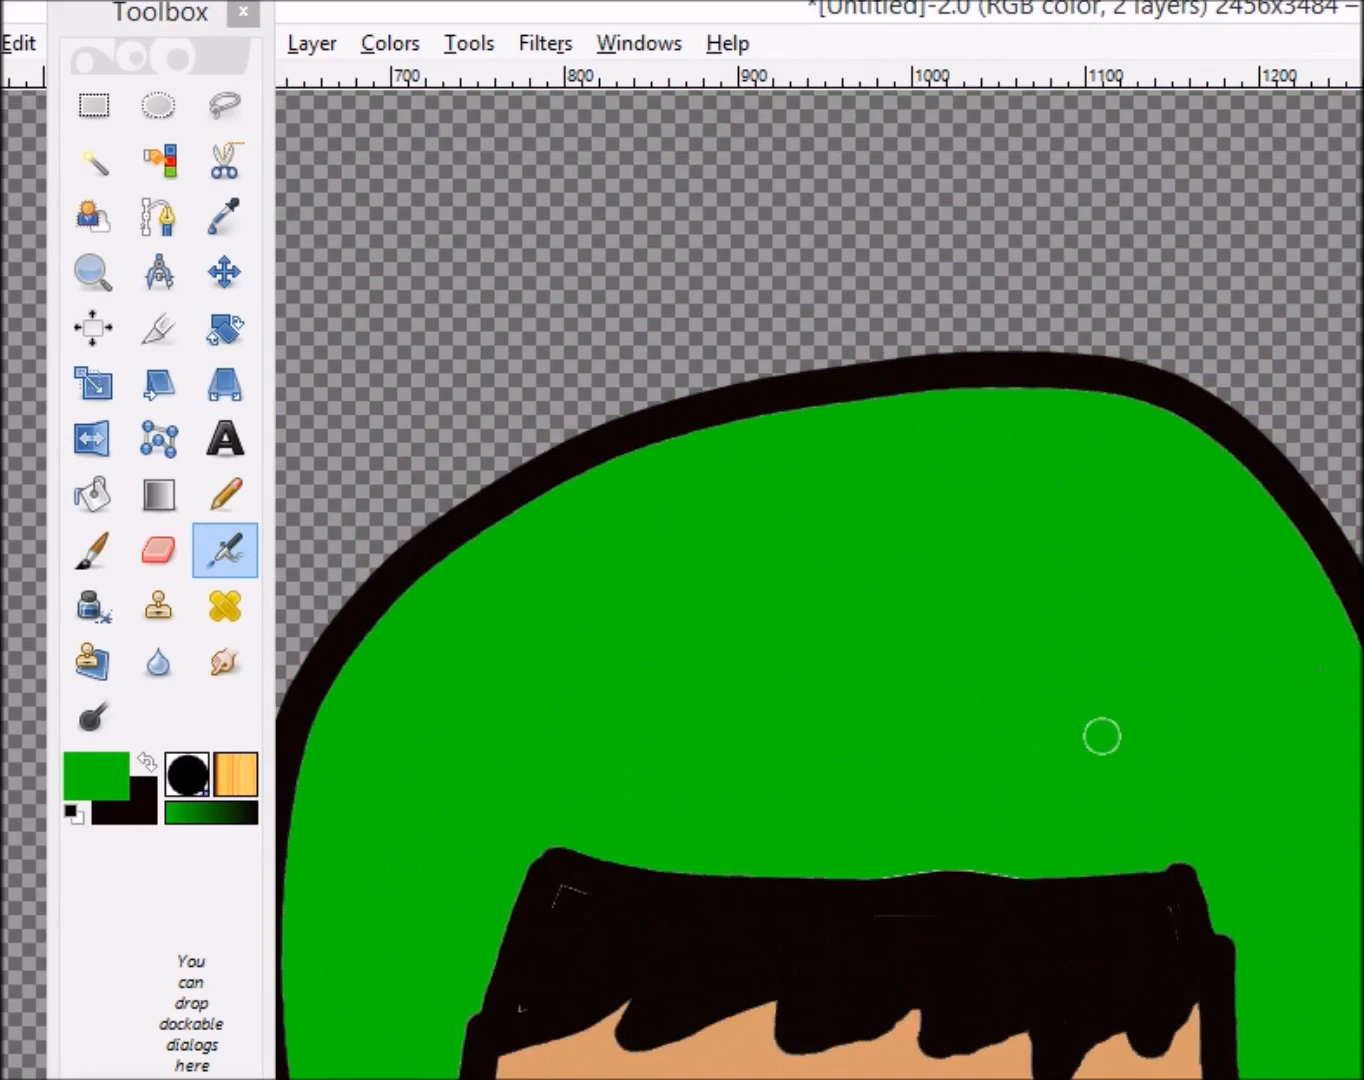 Toolbox
*[Untitled]-2.0 (RGB color, 2 layers) 2456x3484 –
Edit Layer Colors Tools Filters Windows Help
700 800 900 1000 1100 1200
You
can
drop
dockable
dialogs
here